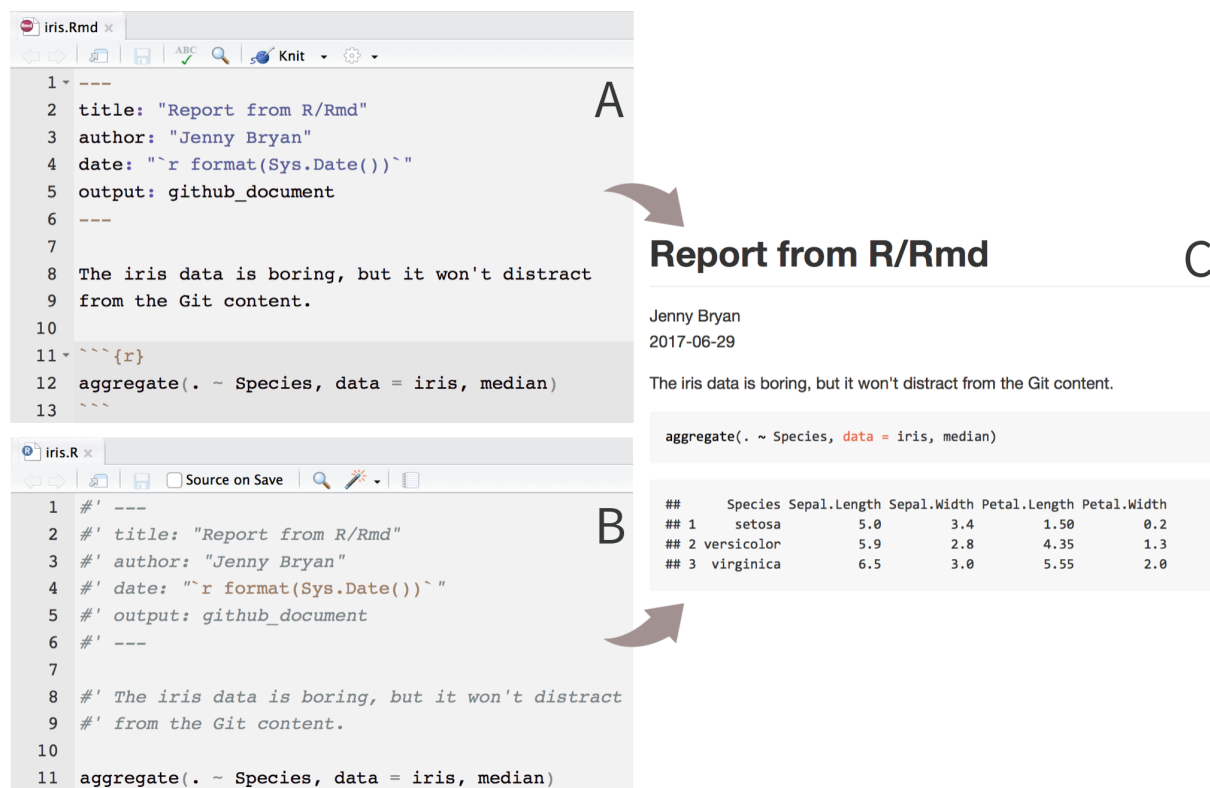 iris.Rmd
ABC
Knit
A
1 ---
2 title: "Report from R/Rmd"
3 author: "Jenny Bryan"
4 date: "`r format(Sys.Date())`"
5 output: github_document
6 ---
7
8 The iris data is boring, but it won't distract
9 from the Git content.
10
11 ```{r}
12 aggregate(. ~ Species, data = iris, median)
13 ```
iris.R
Source on Save
B
1 #' ---
2 #' title: "Report from R/Rmd"
3 #' author: "Jenny Bryan"
4 #' date: "`r format(Sys.Date())`"
5 #' output: github_document
6 #' ---
7
8 #' The iris data is boring, but it won't distract
9 #' from the Git content.
10
11 aggregate(. ~ Species, data = iris, median)
C
Report from R/Rmd
Jenny Bryan
2017-06-29
The iris data is boring, but it won't distract from the Git content.
aggregate(. ~ Species, data = iris, median)
##      Species Sepal.Length Sepal.Width Petal.Length Petal.Width
## 1     setosa          5.0         3.4         1.50         0.2
## 2 versicolor          5.9         2.8         4.35         1.3
## 3  virginica          6.5         3.0         5.55         2.0